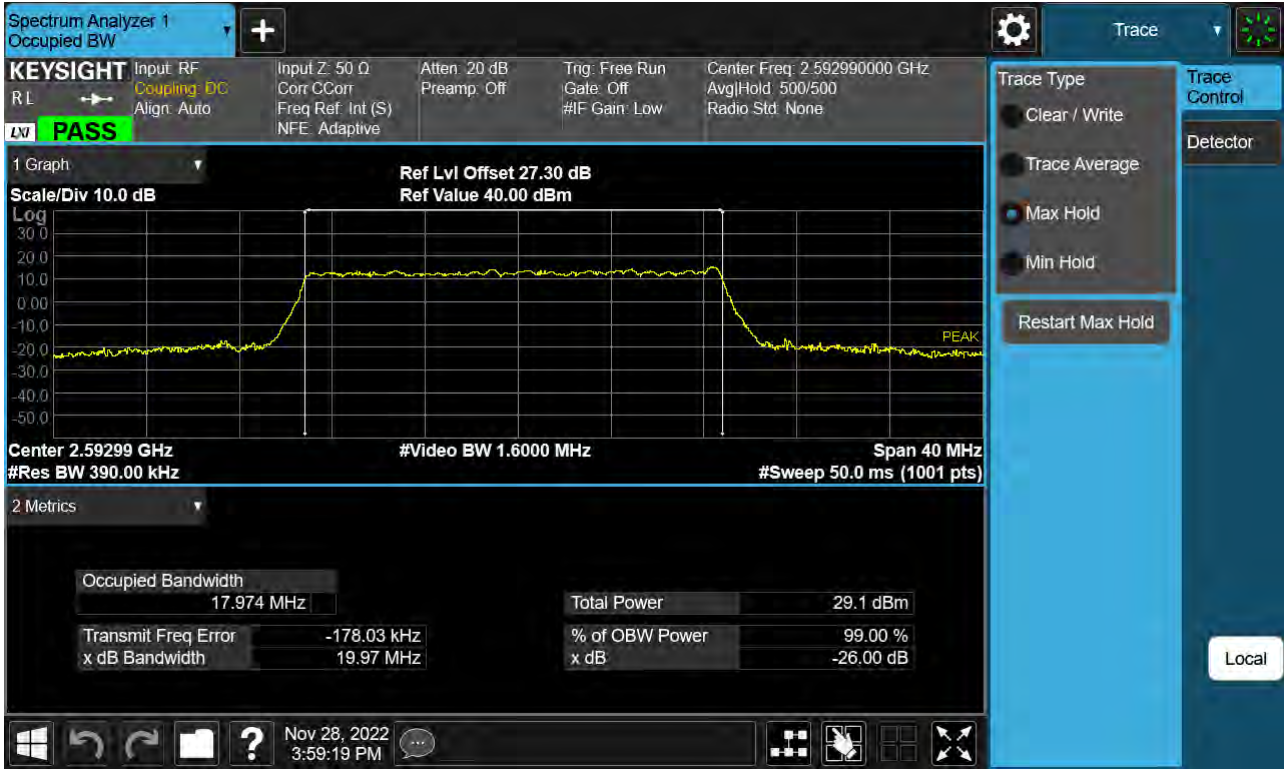 Spectrum Analyzer 1
Occupied BW
+
Trace
KEYSIGHT
RL
LXI PASS
Input: RF
Coupling: DC
Align: Auto
Input Z: 50 Ω
Corr CCorr
Freq Ref: Int (S)
NFE: Adaptive
Atten: 20 dB
Preamp: Off
Trig: Free Run
Gate: Off
#IF Gain: Low
Center Freq: 2.592990000 GHz
Avg|Hold: 500/500
Radio Std: None
Trace Type
Clear / Write
Trace Average
Max Hold
Min Hold
Restart Max Hold
Trace
Control
Detector
1 Graph
Scale/Div 10.0 dB
Ref Lvl Offset 27.30 dB
Ref Value 40.00 dBm
Log
30.0
20.0
10.0
0.00
-10.0
-20.0
-30.0
-40.0
-50.0
PEAK
Center 2.59299 GHz
#Video BW 1.6000 MHz
Span 40 MHz
#Res BW 390.00 kHz
#Sweep 50.0 ms (1001 pts)
2 Metrics
Occupied Bandwidth
17.974 MHz
Total Power 29.1 dBm
Transmit Freq Error -178.03 kHz
% of OBW Power 99.00 %
x dB Bandwidth 19.97 MHz
x dB -26.00 dB
Local
?
Nov 28, 2022
3:59:19 PM